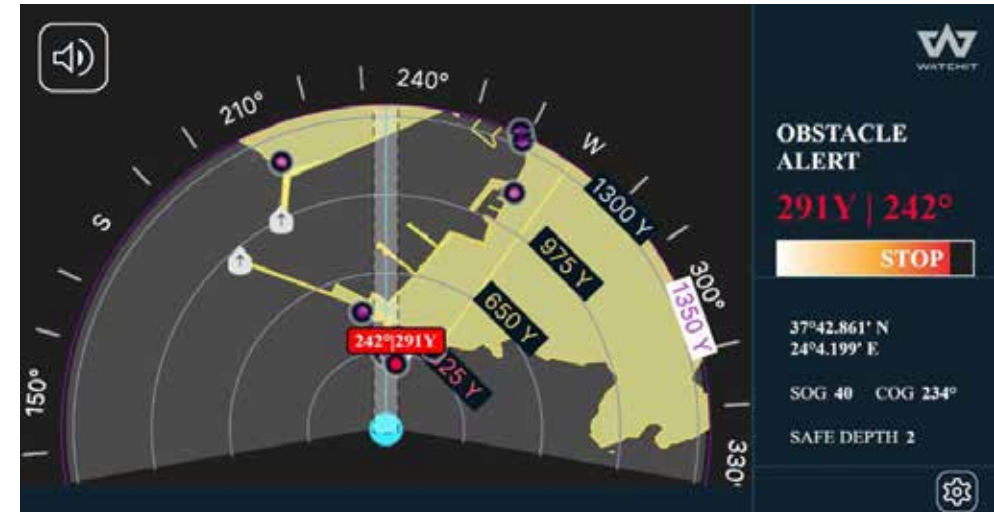 210°
240°
W
S
1300 Y
975 Y
300°
650 Y
1350 Y
242°|291Y
25 Y
150°
330°
WATCHIT
OBSTACLE
ALERT
291Y | 242°
STOP
37°42.861' N
24°4.199' E
SOG 40 COG 234°
SAFE DEPTH 2